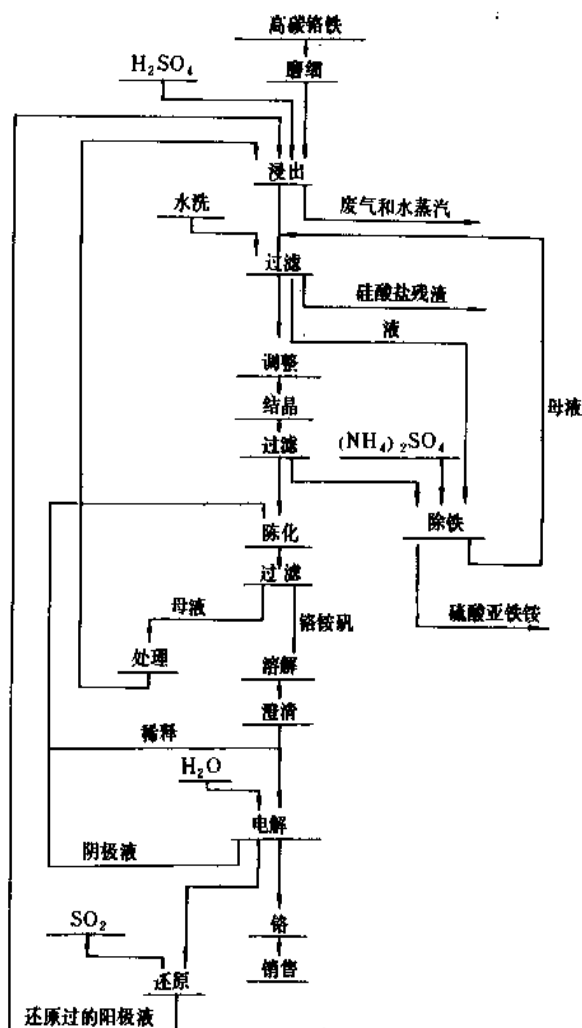 高碳铬铁
H₂SO₄
磨细
浸出
废气和水蒸汽
水洗
过滤
硅酸盐残渣
液
调整
结晶
母液
过滤
(NH₄)₂SO₄
除铁
陈化
过滤
硫酸亚铁铵
母液
铬铵矾
处理
溶解
澄清
稀释
H₂O
电解
阴极液
SO₂
铬
还原
销售
还原过的阳极液